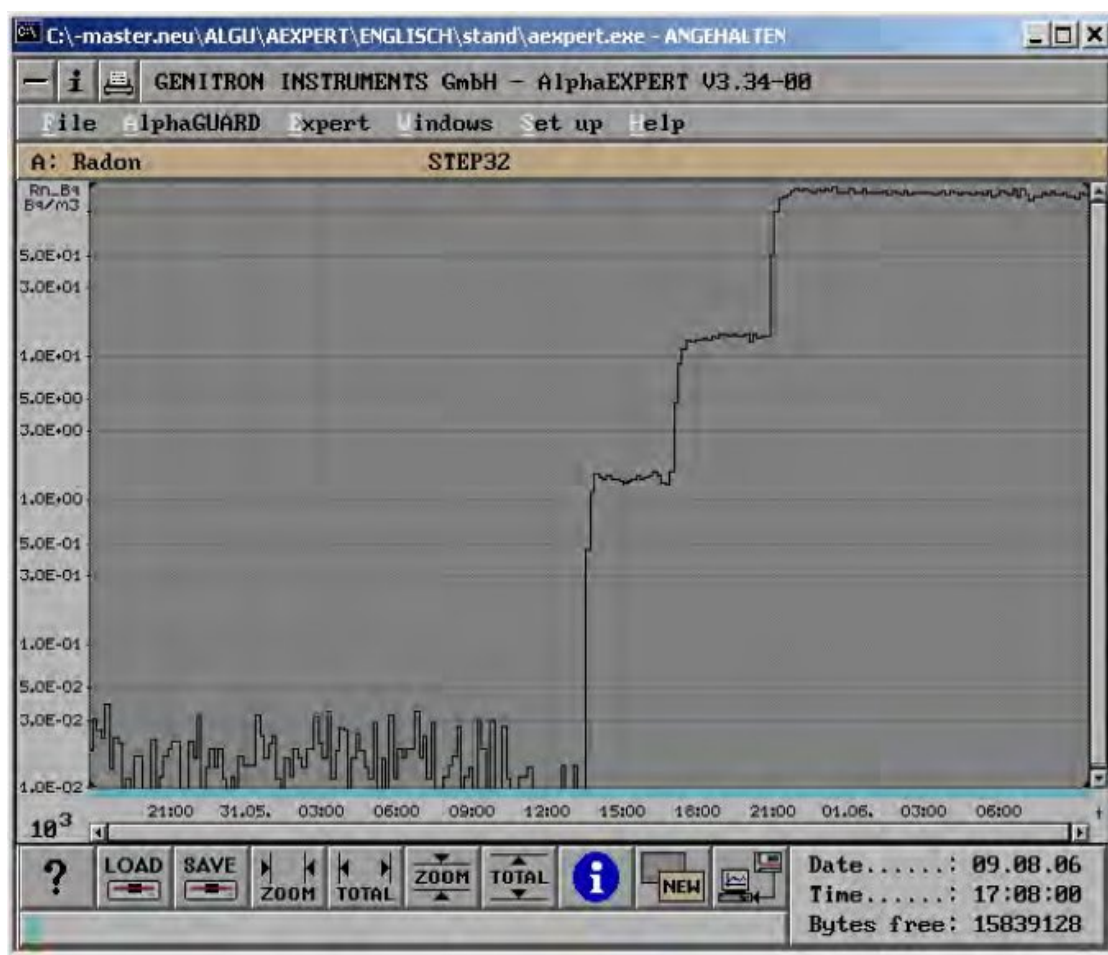 C:\-master.neu\ALGU\AEXPERT\ENGLISCH\stand\aexpert.exe - ANGEHALTEN
GENITRON INSTRUMENTS GmbH - AlphaEXPERT V3.34-00
File AlphaGUARD Expert Windows Set up Help
A: Radon STEP32
Rn_Bq
Bq/m3
5.0E+01
3.0E+01
1.0E+01
5.0E+00
3.0E+00
1.0E+00
5.0E-01
3.0E-01
1.0E-01
5.0E-02
3.0E-02
1.0E-02
21:00 31.05. 03:00 06:00 09:00 12:00 15:00 18:00 21:00 01.06. 03:00 06:00 t
10³
? LOAD SAVE ZOOM TOTAL ZOOM TOTAL i NEW
Date......: 09.08.06
Time......: 17:08:00
Bytes free: 15839128